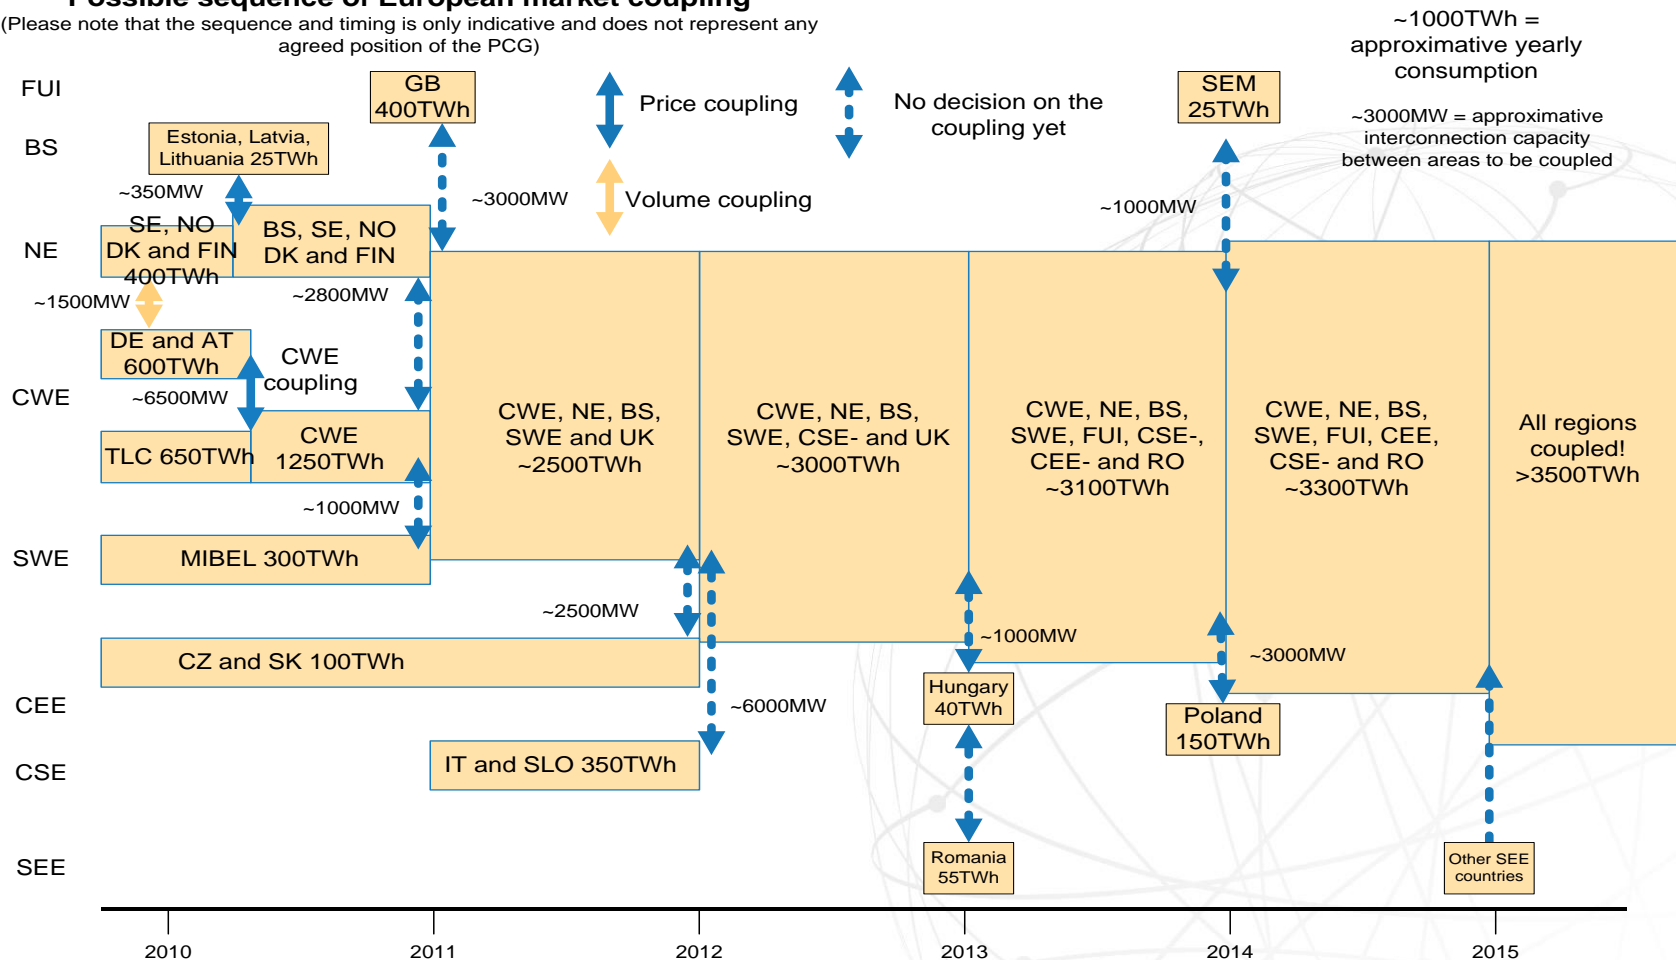 Possible sequence of European market coupling
(Please note that the sequence and timing is only indicative and does not represent any
agreed position of the PCG)
~1000TWh =
approximative yearly
consumption
~3000MW = approximative
interconnection capacity
between areas to be coupled
Price coupling
No decision on the
coupling yet
Volume coupling
FUI
GB
400TWh
SEM
25TWh
BS
Estonia, Latvia,
Lithuania 25TWh
~350MW
~3000MW
~1000MW
NE
SE, NO
DK and FIN
400TWh
BS, SE, NO
DK and FIN
~1500MW
~2800MW
DE and AT
600TWh
CWE
coupling
CWE
~6500MW
TLC 650TWh
CWE
1250TWh
~1000MW
CWE, NE, BS,
SWE and UK
~2500TWh
CWE, NE, BS,
SWE, CSE- and UK
~3000TWh
CWE, NE, BS,
SWE, FUI, CSE-,
CEE- and RO
~3100TWh
CWE, NE, BS,
SWE, FUI, CEE,
CSE- and RO
~3300TWh
All regions
coupled!
>3500TWh
SWE
MIBEL 300TWh
~2500MW
~1000MW
~3000MW
CZ and SK 100TWh
CEE
~6000MW
Hungary
40TWh
Poland
150TWh
CSE
IT and SLO 350TWh
SEE
Romania
55TWh
Other SEE
countries
2010
2011
2012
2013
2014
2015